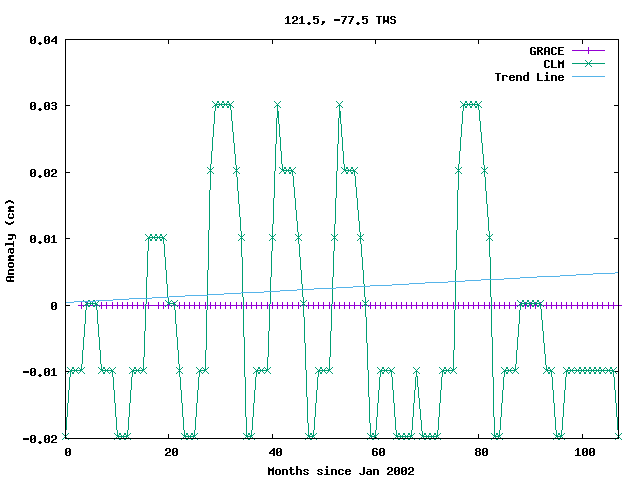 121.5, -77.5 TWS
GRACE
CLM
Trend Line
0.04
0.03
0.02
0.01
0
-0.01
-0.02
Anomaly (cm)
0 20 40 60 80 100
Months since Jan 2002